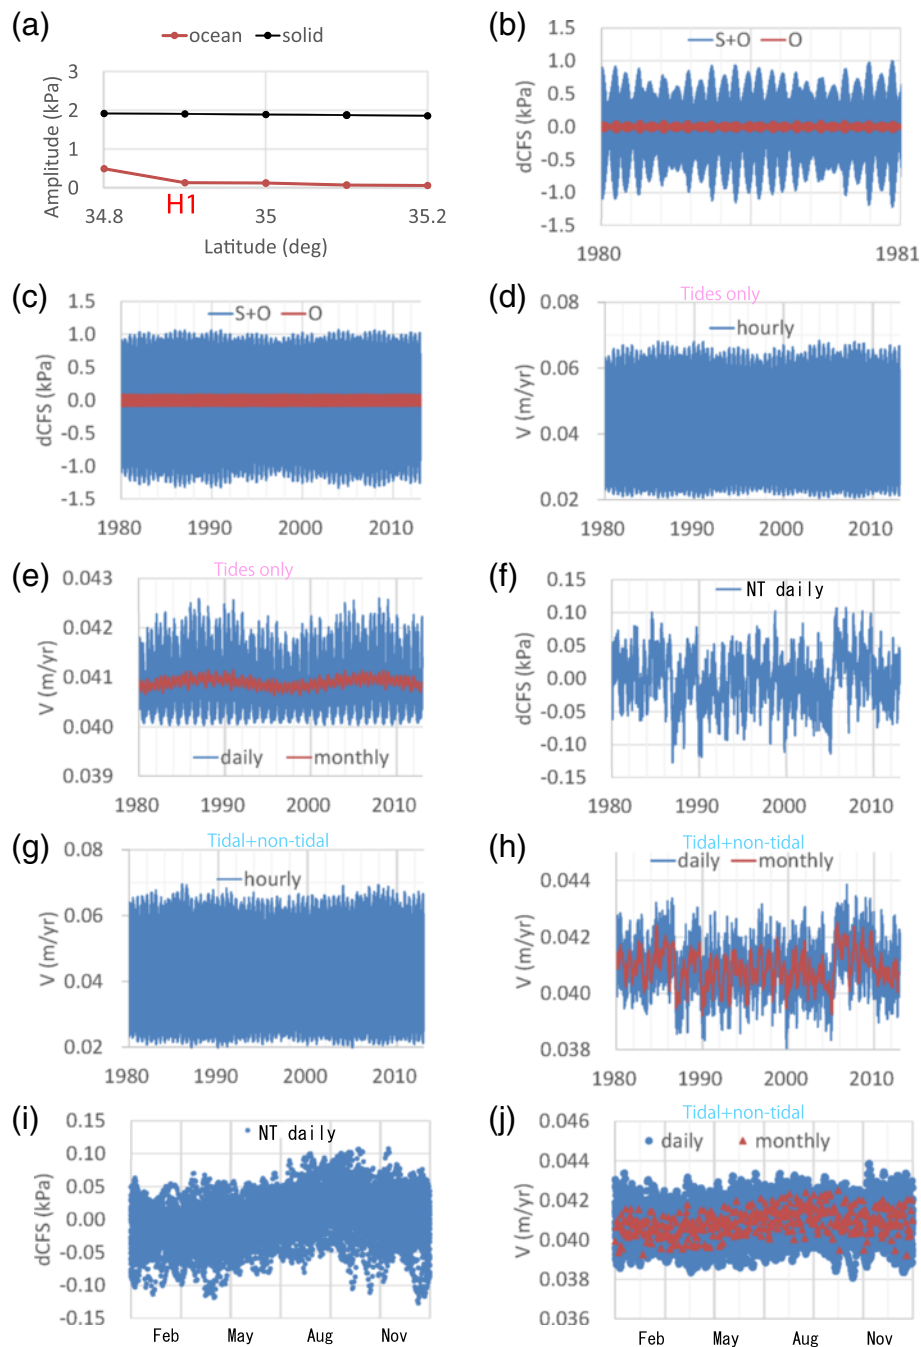 (a)
ocean solid
Amplitude (kPa)
3
2
1
0
H1
34.8 35 35.2
Latitude (deg)
(b)
S+O O
dCFS (kPa)
1.5
1.0
0.5
0.0
-0.5
-1.0
-1.5
1980 1981
(c)
S+O O
dCFS (kPa)
1.5
1.0
0.5
0.0
-0.5
-1.0
-1.5
1980 1990 2000 2010
(d)
Tides only
hourly
V (m/yr)
0.08
0.06
0.04
0.02
1980 1990 2000 2010
(e)
Tides only
V (m/yr)
0.043
0.042
0.041
0.040
0.039
daily monthly
1980 1990 2000 2010
(f)
NT daily
dCFS (kPa)
0.15
0.10
0.05
0.00
-0.05
-0.10
-0.15
1980 1990 2000 2010
(g)
Tidal+non-tidal
hourly
V (m/yr)
0.08
0.06
0.04
0.02
1980 1990 2000 2010
(h)
Tidal+non-tidal
daily monthly
V (m/yr)
0.044
0.042
0.040
0.038
1980 1990 2000 2010
(i)
NT daily
dCFS (kPa)
0.15
0.10
0.05
0.00
-0.05
-0.10
-0.15
Feb May Aug Nov
(j)
Tidal+non-tidal
daily monthly
V (m/yr)
0.046
0.044
0.042
0.040
0.038
0.036
Feb May Aug Nov